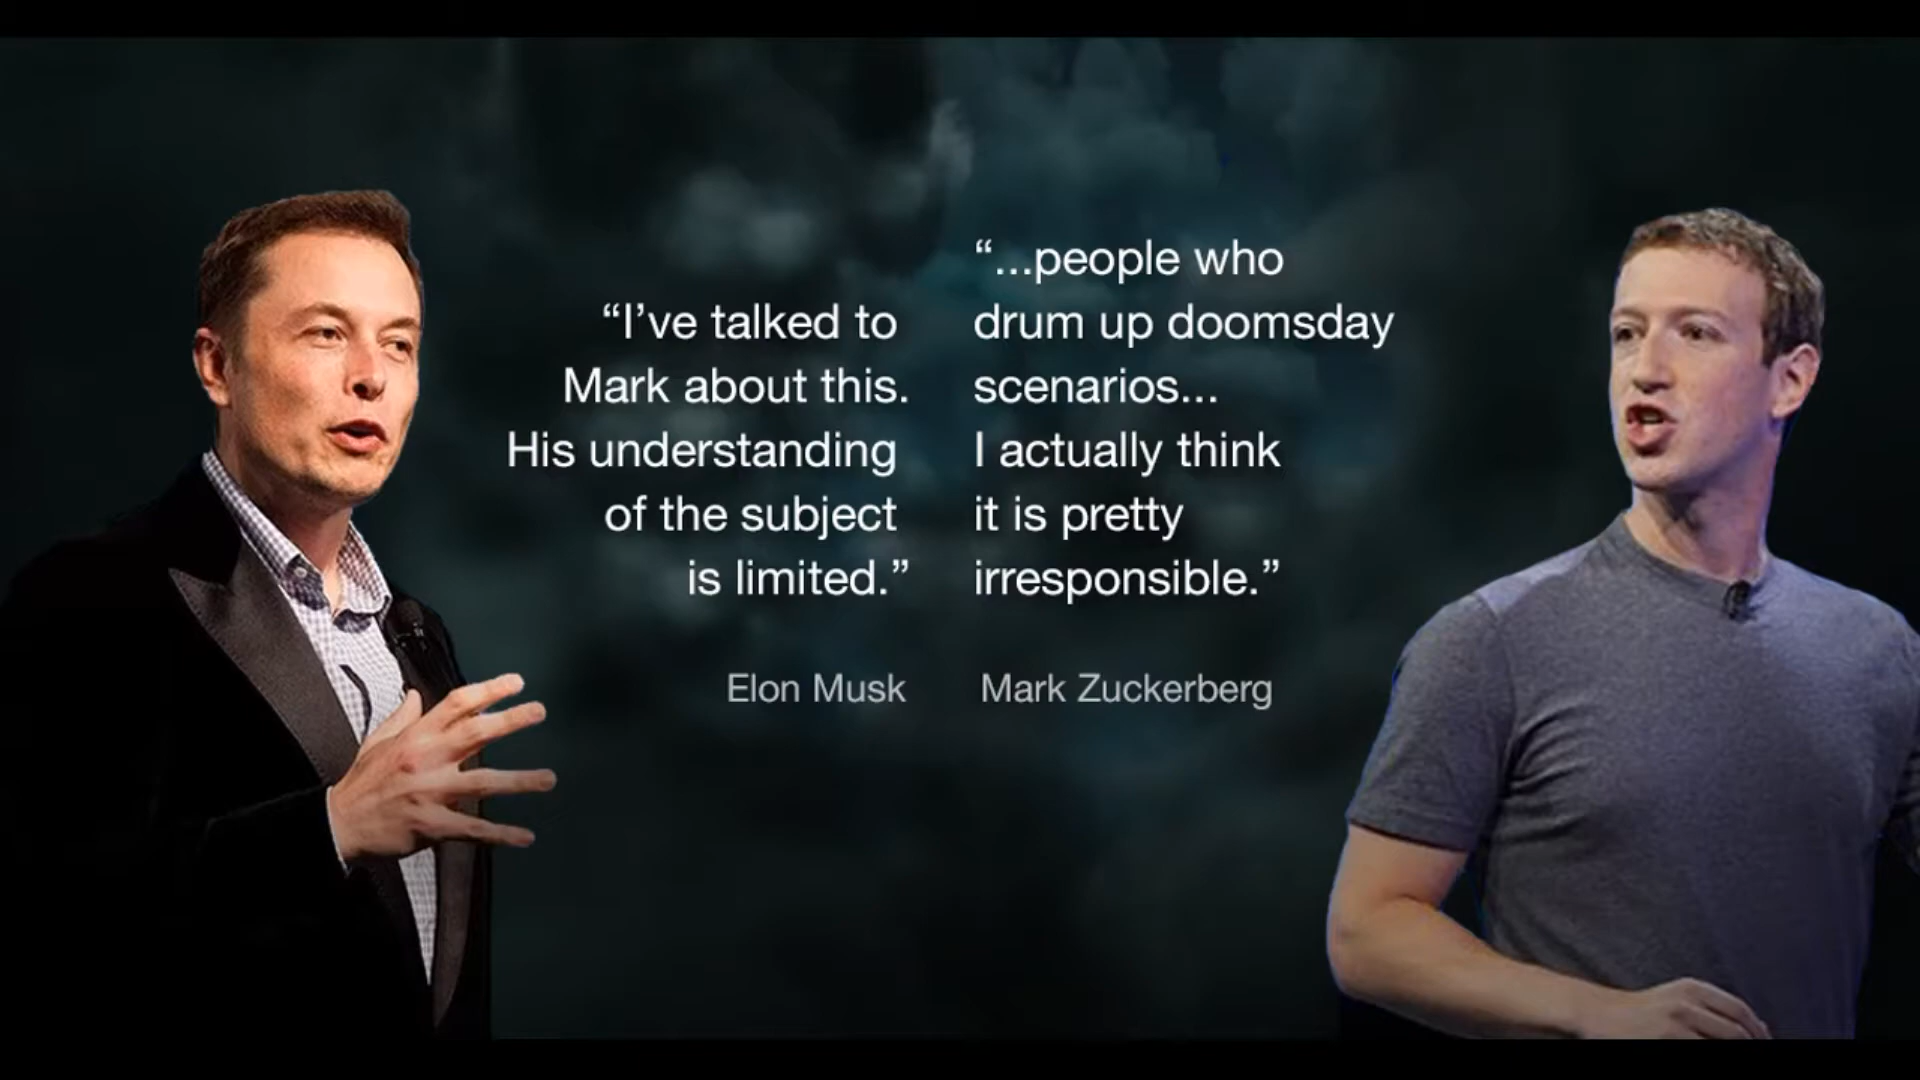 “I’ve talked to
Mark about this.
His understanding
of the subject
is limited.”
Elon Musk
“...people who
drum up doomsday
scenarios...
I actually think
it is pretty
irresponsible.”
Mark Zuckerberg